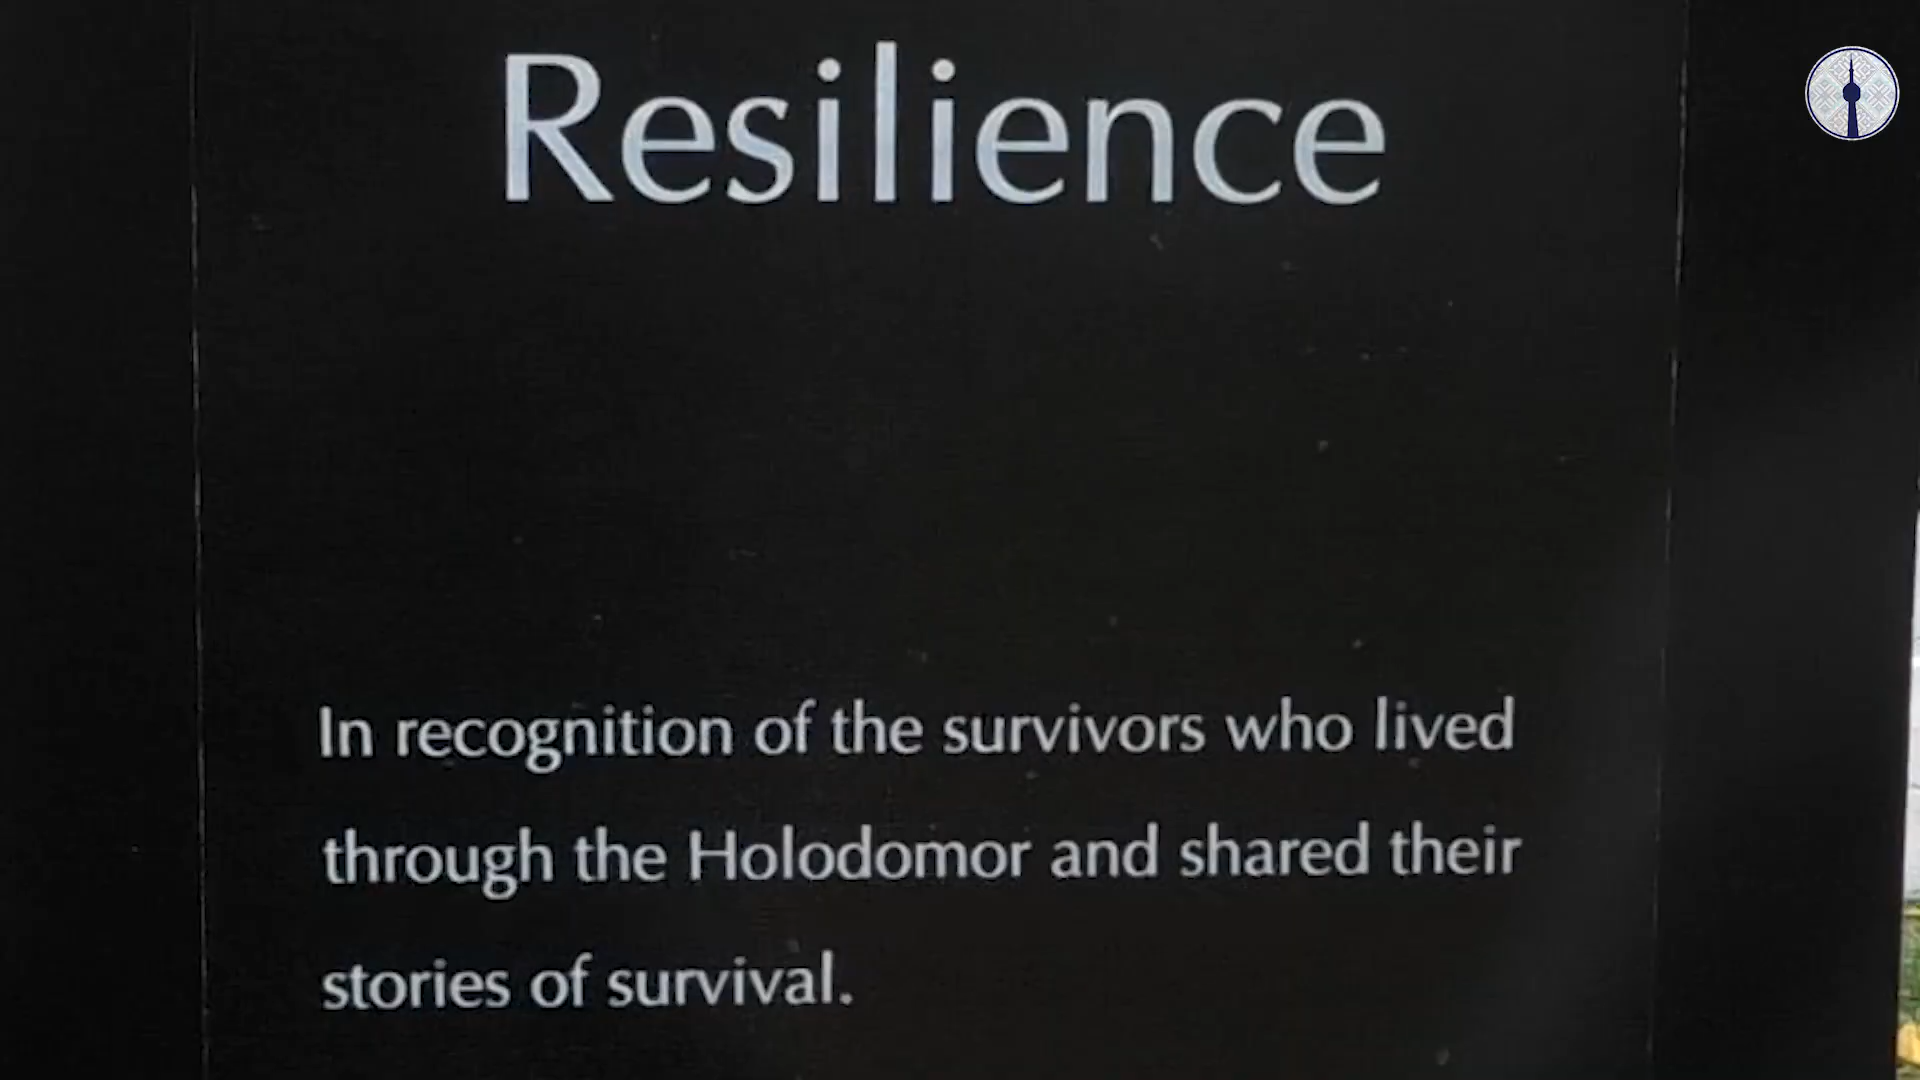 Resilience
In recognition of the survivors who lived
through the Holodomor and shared their
stories of survival.